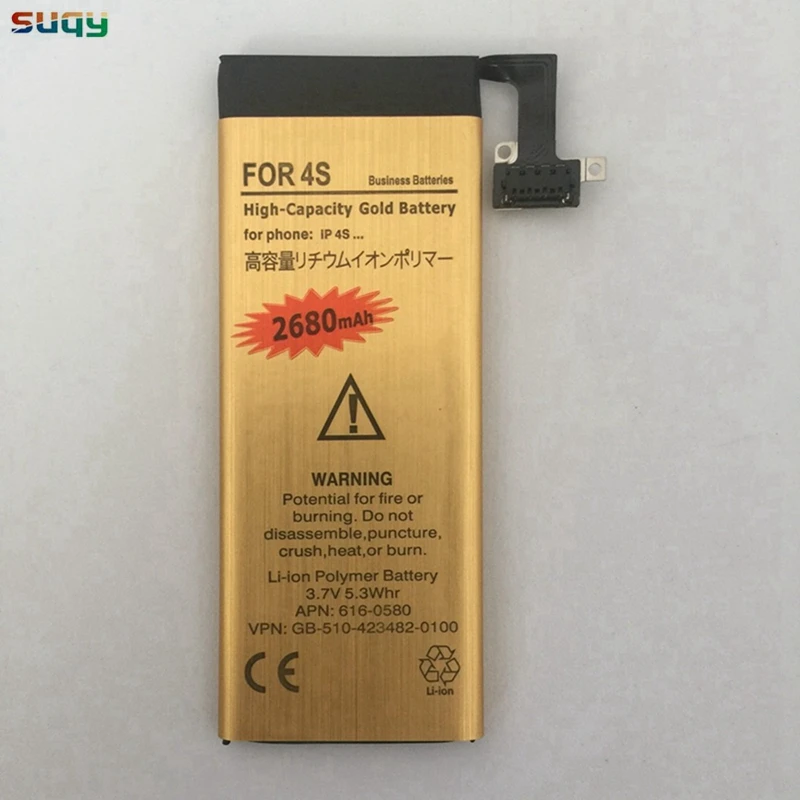 suqy
FOR 4S Business Batteries
High-Capacity Gold Battery
for phone: iP 4S ...
高容量リチウムイオンポリマー
2680mAh
WARNING
Potential for fire or
burning. Do not
disassemble,puncture,
crush,heat,or burn.
Li-ion Polymer Battery
3.7V 5.3Whr
APN: 616-0580
VPN: GB-510-423482-0100
CE
Li-ion